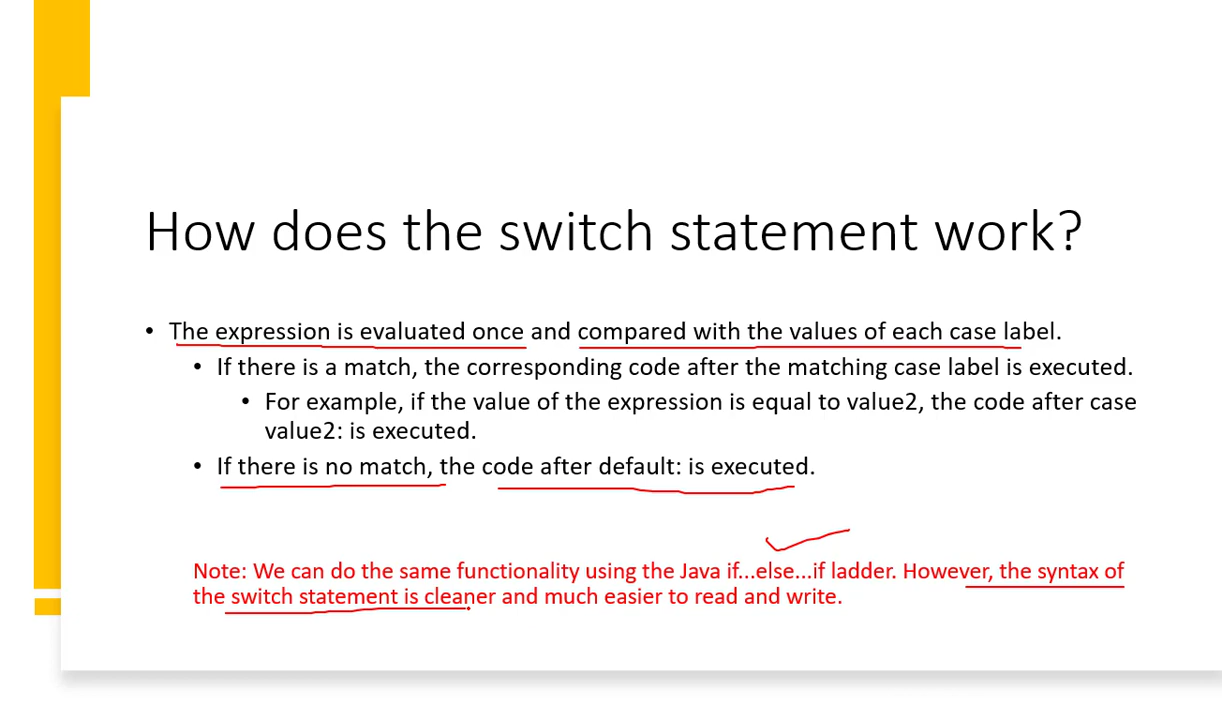 How does the switch statement work?
• The expression is evaluated once and compared with the values of each case label.
• If there is a match, the corresponding code after the matching case label is executed.
• For example, if the value of the expression is equal to value2, the code after case
value2: is executed.
• If there is no match, the code after default: is executed.
Note: We can do the same functionality using the Java if...else...if ladder. However, the syntax of
the switch statement is cleaner and much easier to read and write.